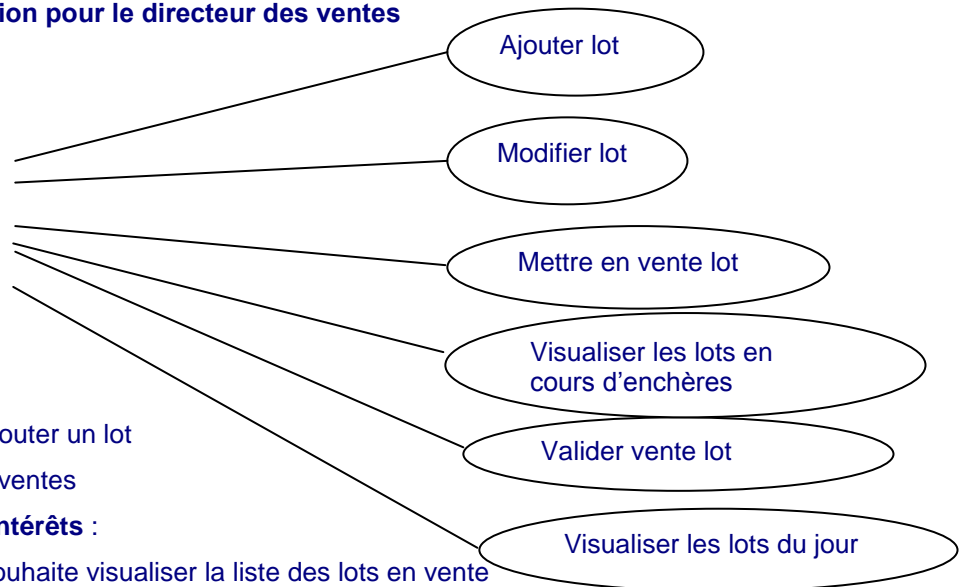 ion pour le directeur des ventes
Ajouter lot
Modifier lot
Mettre en vente lot
Visualiser les lots en
cours d'enchères
outer un lot
Valider vente lot
ventes
ntérêts :
Visualiser les lots du jour
ouhaite visualiser la liste des lots en vente